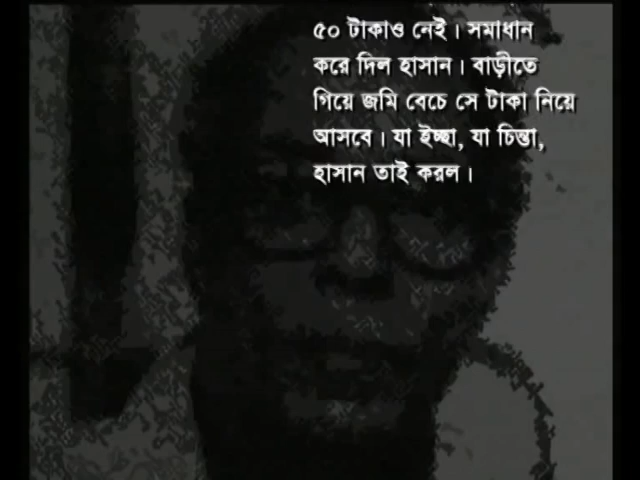 ৫০ টাকাও নেই। সমাধান
করে দিল হাসান। বাড়ীতে
গিয়ে জমি বেচে সে টাকা নিয়ে
আসবে। যা ইচ্ছা, যা চিন্তা,
হাসান তাই করল।